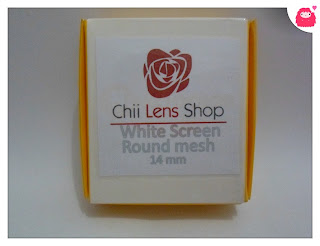 Chii Lens Shop
White Screen
Round mesh
14 mm